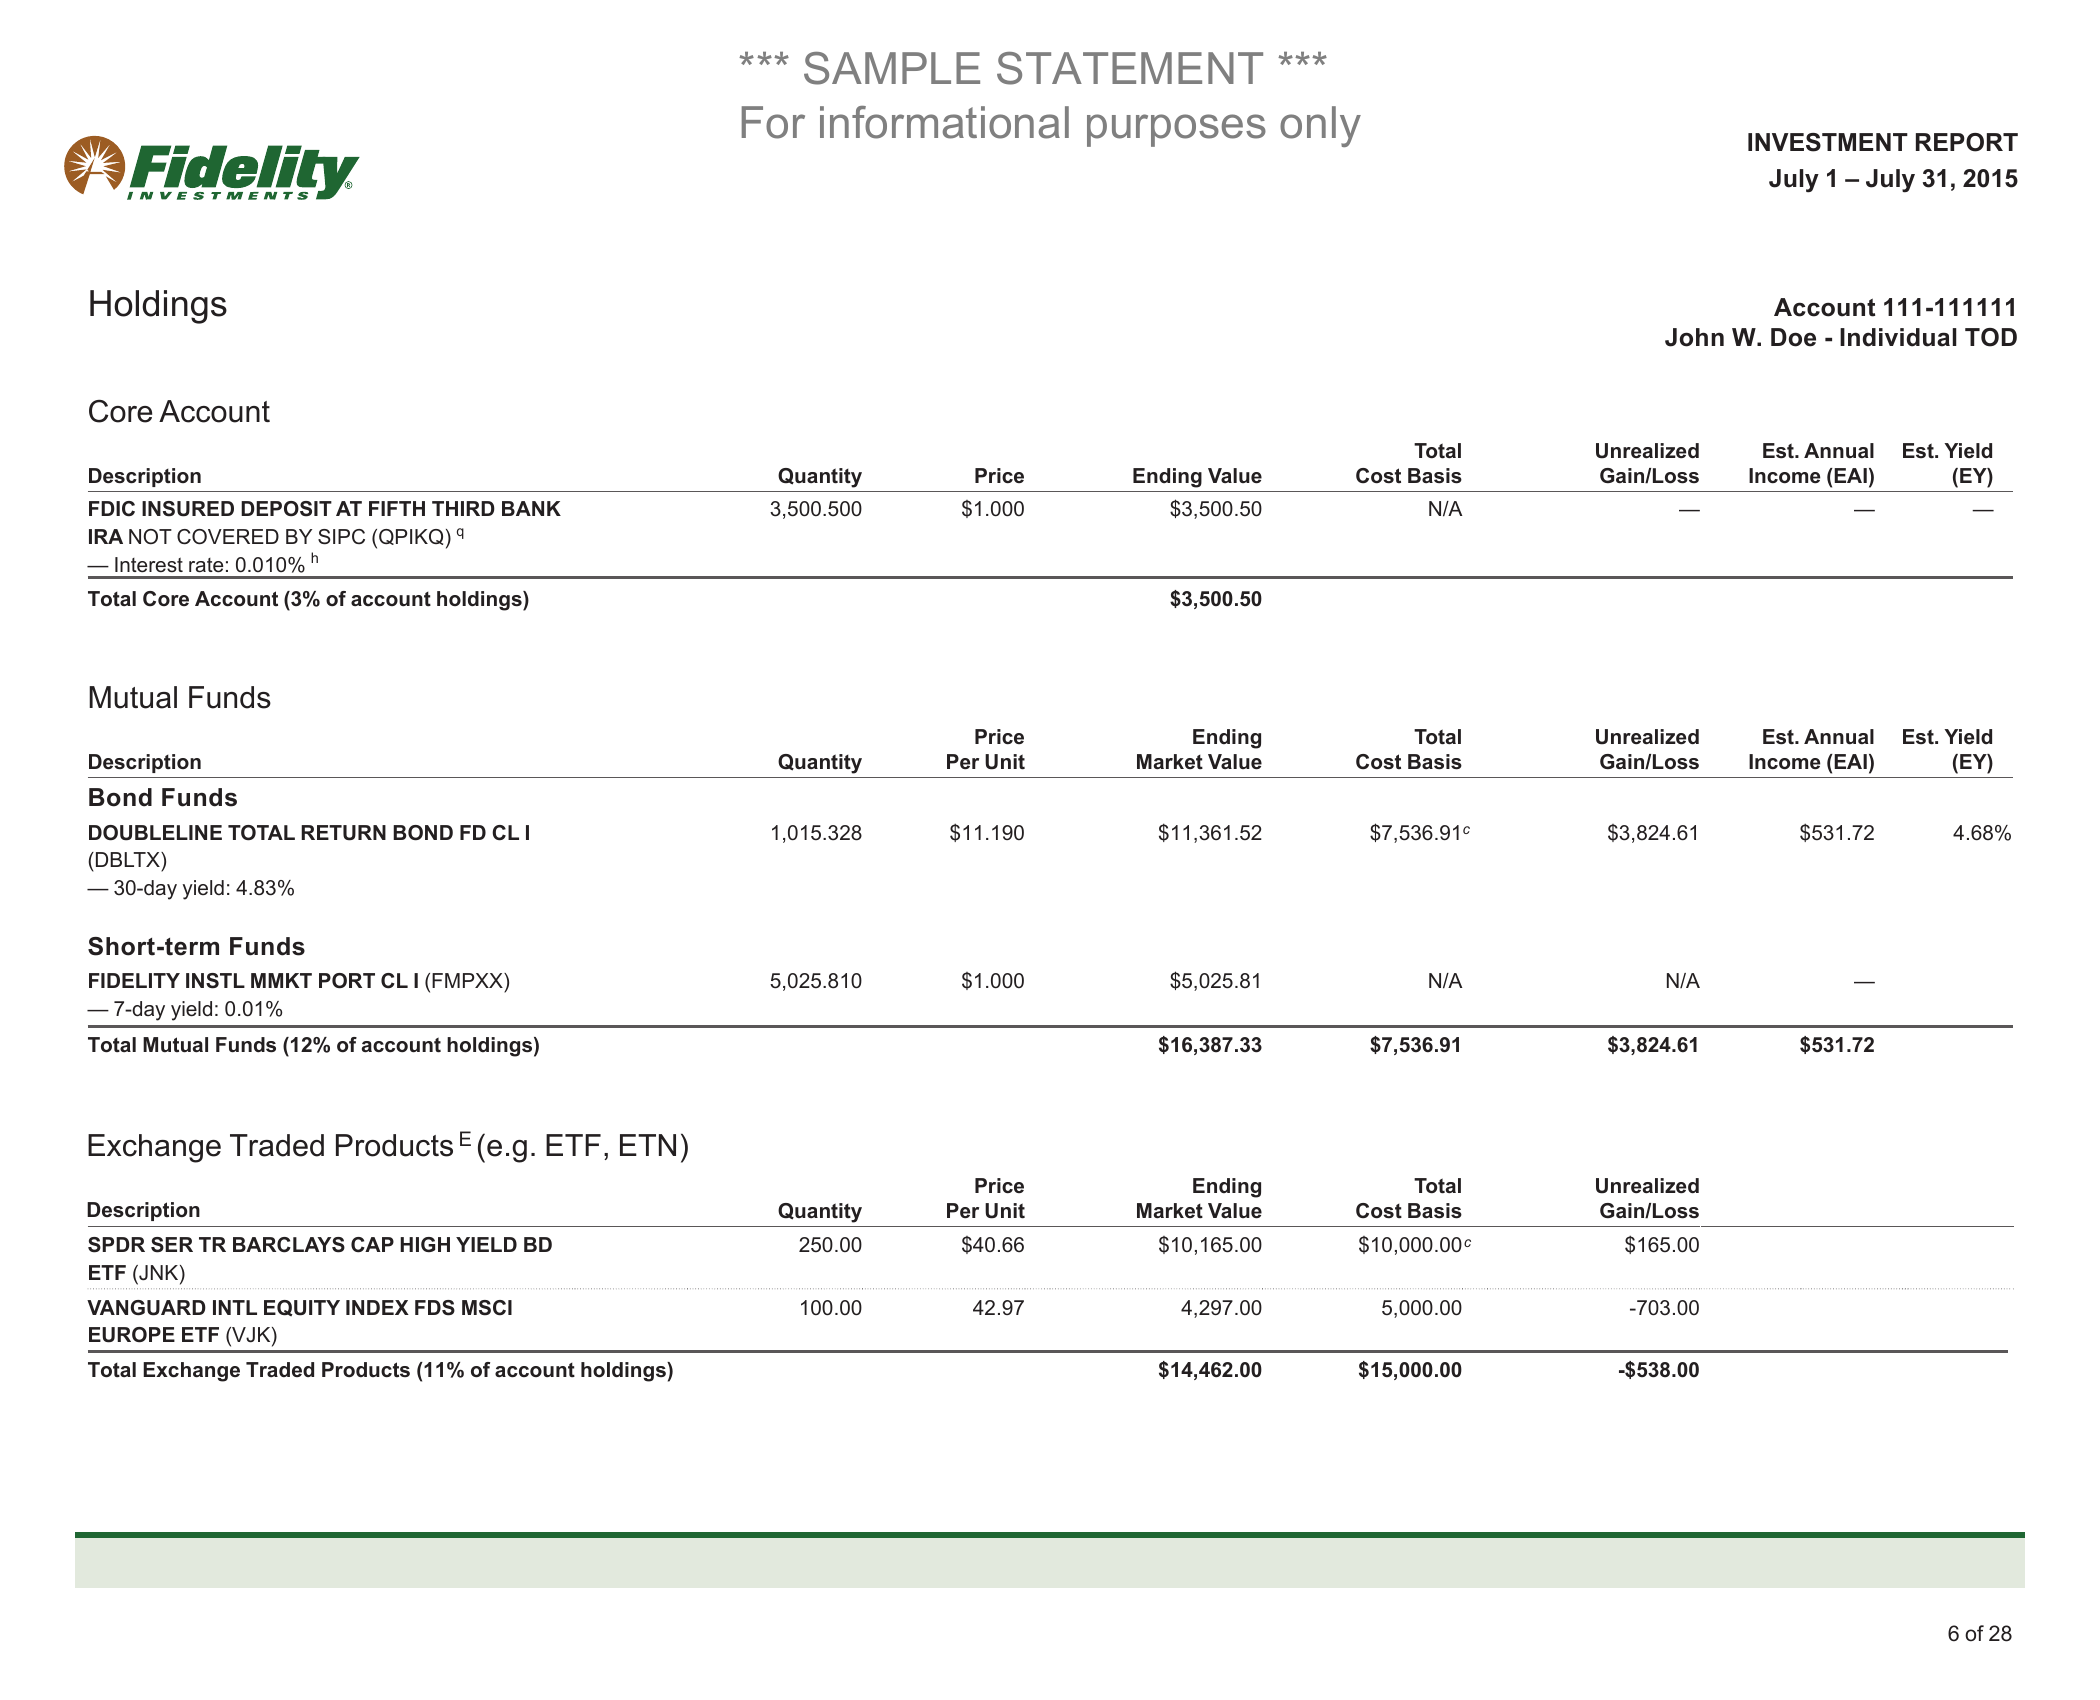 *** SAMPLE STATEMENT ***
For informational purposes only
Fidelity ®
INVESTMENTS
INVESTMENT REPORT
July 1 – July 31, 2015
Holdings
Account 111-111111
John W. Doe - Individual TOD
Core Account
Total Unrealized Est. Annual Est. Yield
Description Quantity Price Ending Value Cost Basis Gain/Loss Income (EAI) (EY)
FDIC INSURED DEPOSIT AT FIFTH THIRD BANK 3,500.500 $1.000 $3,500.50 N/A — — —
IRA NOT COVERED BY SIPC (QPIKQ) q
— Interest rate: 0.010% h
Total Core Account (3% of account holdings) $3,500.50
Mutual Funds
Price Ending Total Unrealized Est. Annual Est. Yield
Description Quantity Per Unit Market Value Cost Basis Gain/Loss Income (EAI) (EY)
Bond Funds
DOUBLELINE TOTAL RETURN BOND FD CL I 1,015.328 $11.190 $11,361.52 $7,536.91c $3,824.61 $531.72 4.68%
(DBLTX)
— 30-day yield: 4.83%
Short-term Funds
FIDELITY INSTL MMKT PORT CL I (FMPXX) 5,025.810 $1.000 $5,025.81 N/A N/A —
— 7-day yield: 0.01%
Total Mutual Funds (12% of account holdings) $16,387.33 $7,536.91 $3,824.61 $531.72
Exchange Traded Products E (e.g. ETF, ETN)
Price Ending Total Unrealized
Description Quantity Per Unit Market Value Cost Basis Gain/Loss
SPDR SER TR BARCLAYS CAP HIGH YIELD BD 250.00 $40.66 $10,165.00 $10,000.00c $165.00
ETF (JNK)
VANGUARD INTL EQUITY INDEX FDS MSCI 100.00 42.97 4,297.00 5,000.00 -703.00
EUROPE ETF (VJK)
Total Exchange Traded Products (11% of account holdings) $14,462.00 $15,000.00 -$538.00
6 of 28